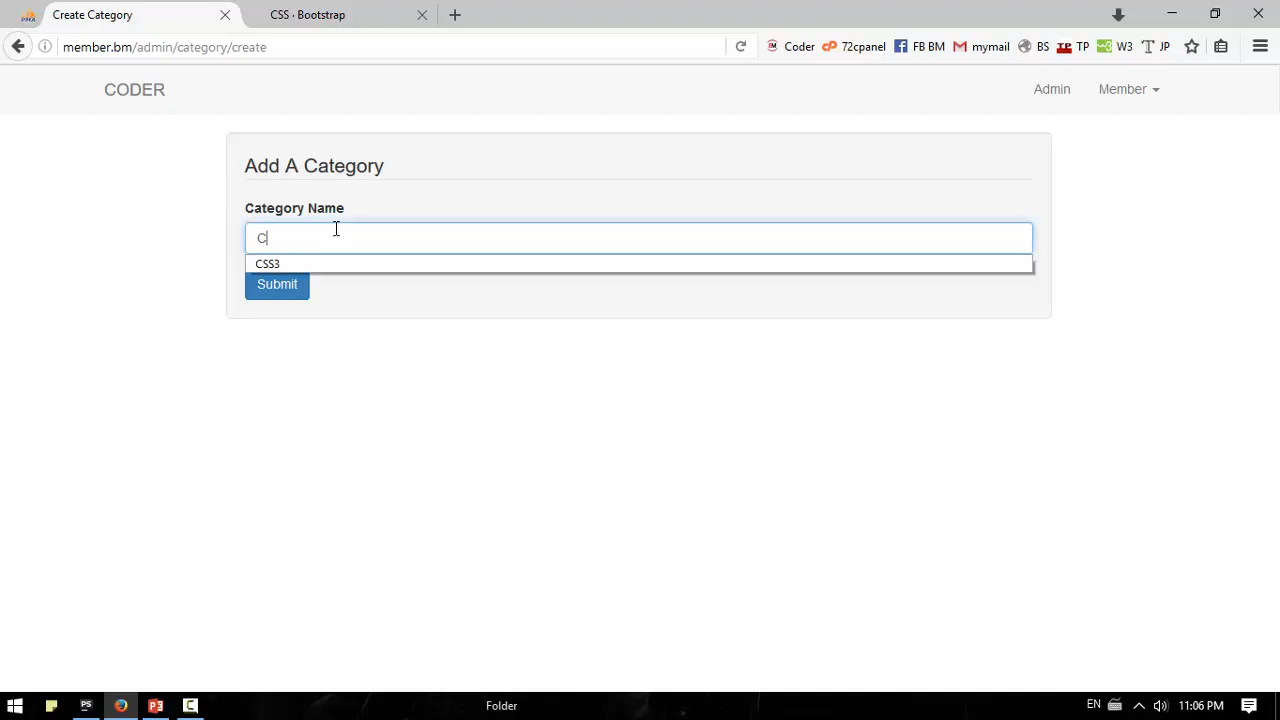 Create Category
CSS · Bootstrap
member.bm/admin/category/create
Coder
72cpanel
FB BM
mymail
BS
TP
W3
JP
CODER
Admin
Member
Add A Category
Category Name
C
CSS3
Submit
Folder
EN
11:06 PM